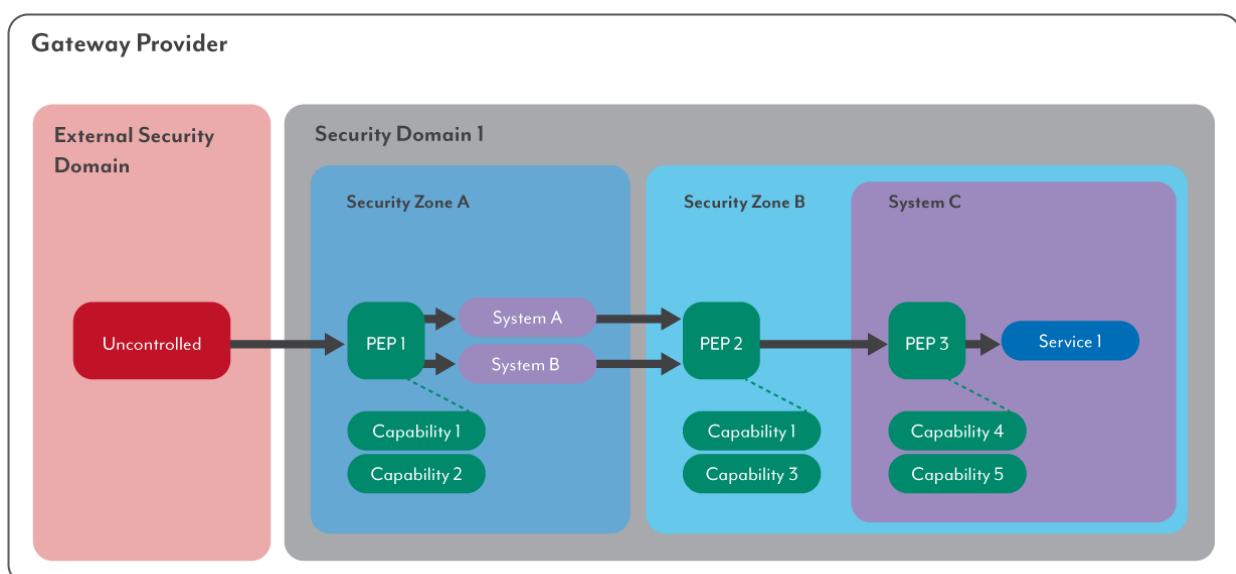 Gateway Provider
External Security
Domain
Security Domain 1
Security Zone A
Security Zone B
System C
Uncontrolled
PEP 1
System A
System B
PEP 2
PEP 3
Service 1
Capability 1
Capability 2
Capability 1
Capability 3
Capability 4
Capability 5